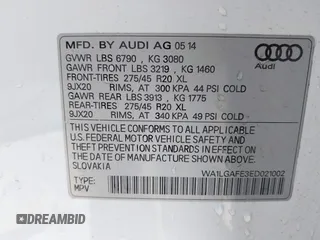 MFD. BY AUDI AG 05 14
GVWR LBS 6790 , KG 3080
GAWR FRONT LBS 3219 , KG 1460
FRONT-TIRES 275/45 R20 XL
9JX20 RIMS, AT 300 KPA 44 PSI COLD
GAWR REAR LBS 3913 , KG 1775
REAR-TIRES 275/45 R20 XL
9JX20 RIMS, AT 340 KPA 49 PSI COLD
Audi
THIS VEHICLE CONFORMS TO ALL APPLICABLE
U.S. FEDERAL MOTOR VEHICLE SAFETY AND
THEFT PREVENTION STANDARDS IN EFFECT ON
THE DATE OF MANUFACTURE SHOWN ABOVE.
SLOVAKIA
TYPE: WA1LGAFE3ED021002
MPV
DREAMBID